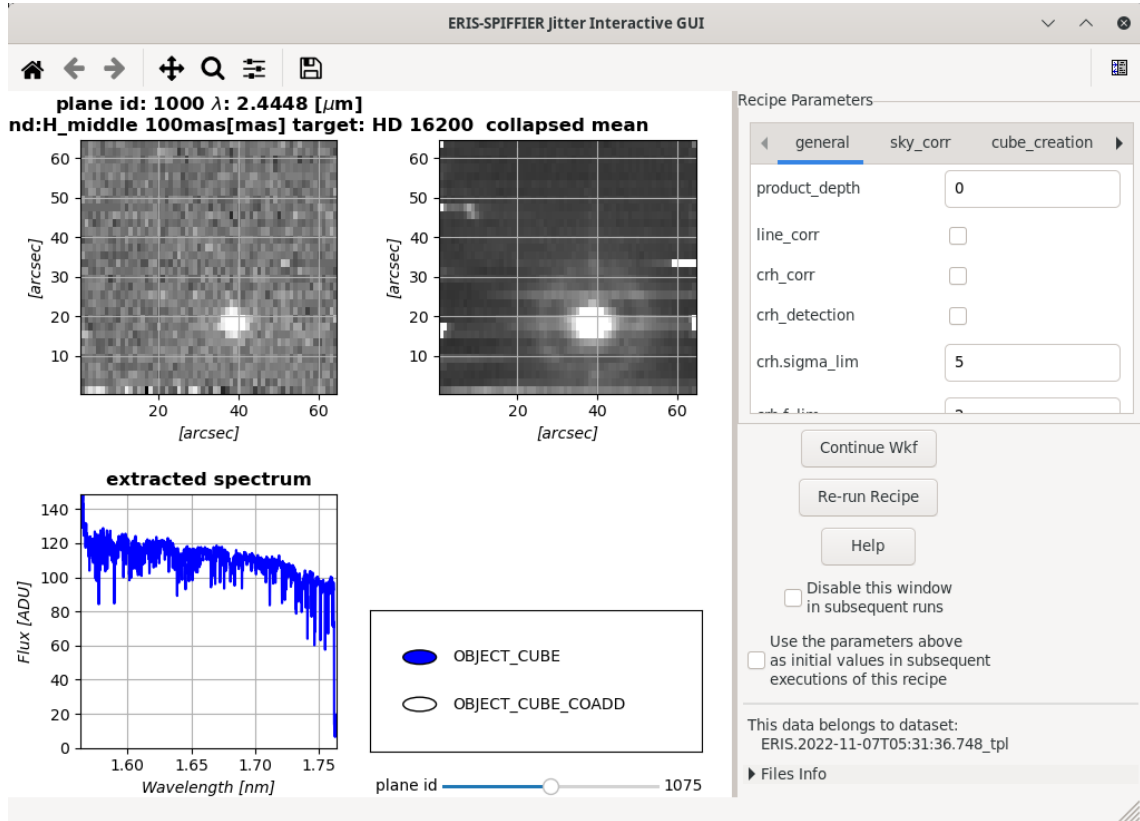 ERIS-SPIFFIER Jitter Interactive GUI
plane id: 1000 λ: 2.4448 [μm]
nd:H_middle 100mas[mas] target: HD 16200 collapsed mean
60
50
40
30
20
10
[arcsec]
20 40 60
[arcsec]
60
50
40
30
20
10
[arcsec]
20 40 60
[arcsec]
extracted spectrum
140
120
100
80
60
40
20
0
Flux [ADU]
1.60 1.65 1.70 1.75
Wavelength [nm]
OBJECT_CUBE
OBJECT_CUBE_COADD
plane id 1075
Recipe Parameters
general sky_corr cube_creation
product_depth 0
line_corr
crh_corr
crh_detection
crh.sigma_lim 5
Continue Wkf
Re-run Recipe
Help
Disable this window
in subsequent runs
Use the parameters above
as initial values in subsequent
executions of this recipe
This data belongs to dataset:
ERIS.2022-11-07T05:31:36.748_tpl
Files Info